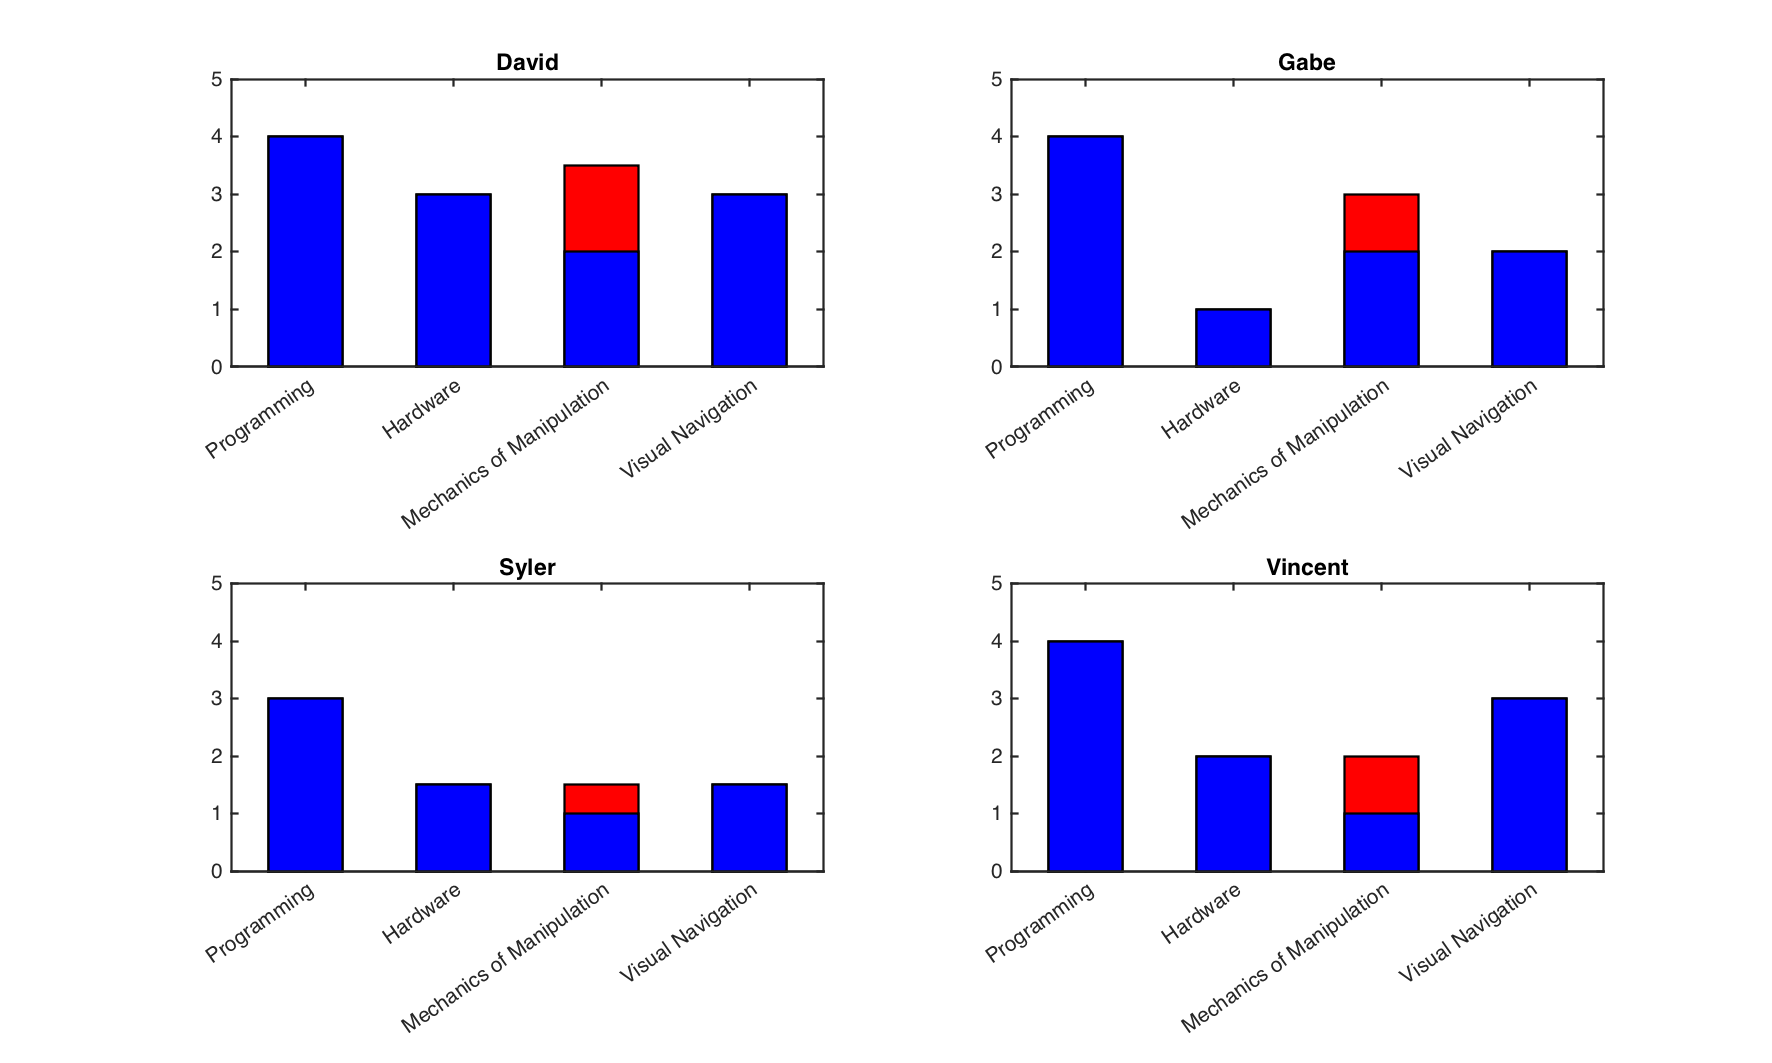 David
5
4
3
2
1
0
Programming
Hardware
Mechanics of Manipulation
Visual Navigation
Gabe
5
4
3
2
1
0
Programming
Hardware
Mechanics of Manipulation
Visual Navigation
Syler
5
4
3
2
1
0
Programming
Hardware
Mechanics of Manipulation
Visual Navigation
Vincent
5
4
3
2
1
0
Programming
Hardware
Mechanics of Manipulation
Visual Navigation